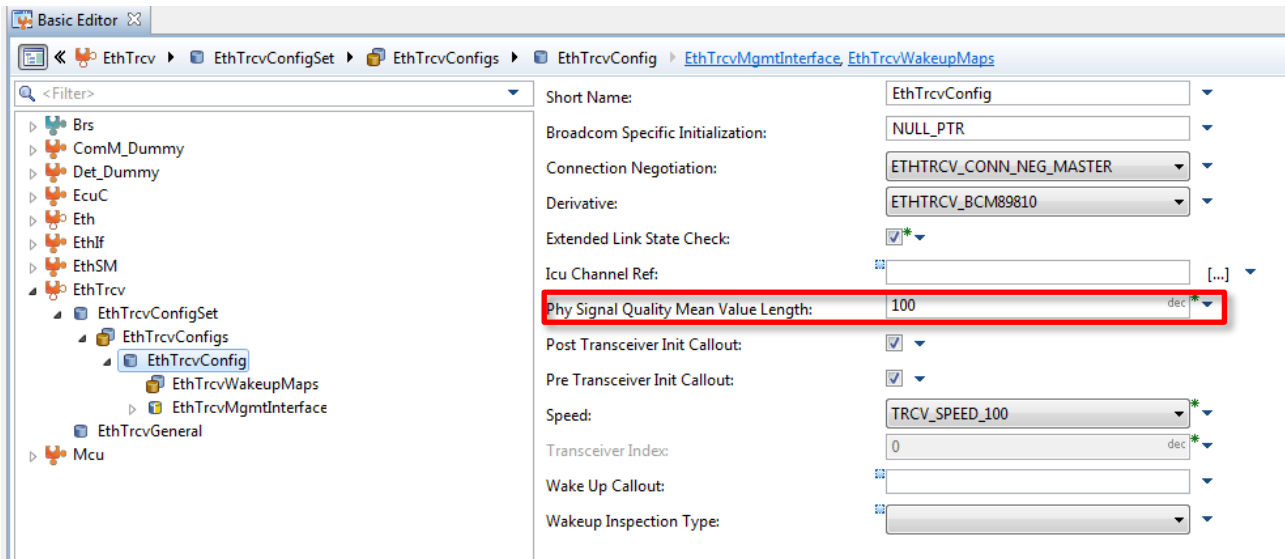 Basic Editor
EthTrcv EthTrcvConfigSet EthTrcvConfigs EthTrcvConfig EthTrcvMgmtInterface, EthTrcvWakeupMaps
<Filter>
Brs
ComM_Dummy
Det_Dummy
EcuC
Eth
EthIf
EthSM
EthTrcv
EthTrcvConfigSet
EthTrcvConfigs
EthTrcvConfig
EthTrcvWakeupMaps
EthTrcvMgmtInterface
EthTrcvGeneral
Mcu
Short Name: EthTrcvConfig
Broadcom Specific Initialization: NULL_PTR
Connection Negotiation: ETHTRCV_CONN_NEG_MASTER
Derivative: ETHTRCV_BCM89810
Extended Link State Check: *
Icu Channel Ref: [...]
Phy Signal Quality Mean Value Length: 100 dec *
Post Transceiver Init Callout:
Pre Transceiver Init Callout:
Speed: TRCV_SPEED_100 *
Transceiver Index: 0 dec *
Wake Up Callout:
Wakeup Inspection Type: